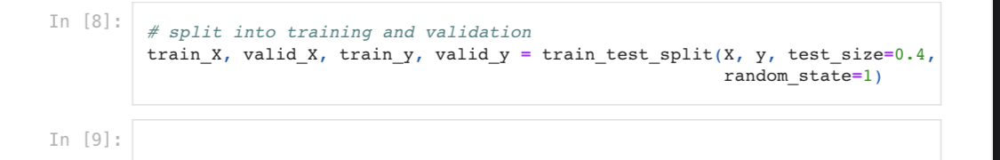 In [8]:
# split into training and validation
train_X, valid_X, train_y, valid_y = train_test_split(X, y, test_size=0.4,
random_state=1)
In [9]: